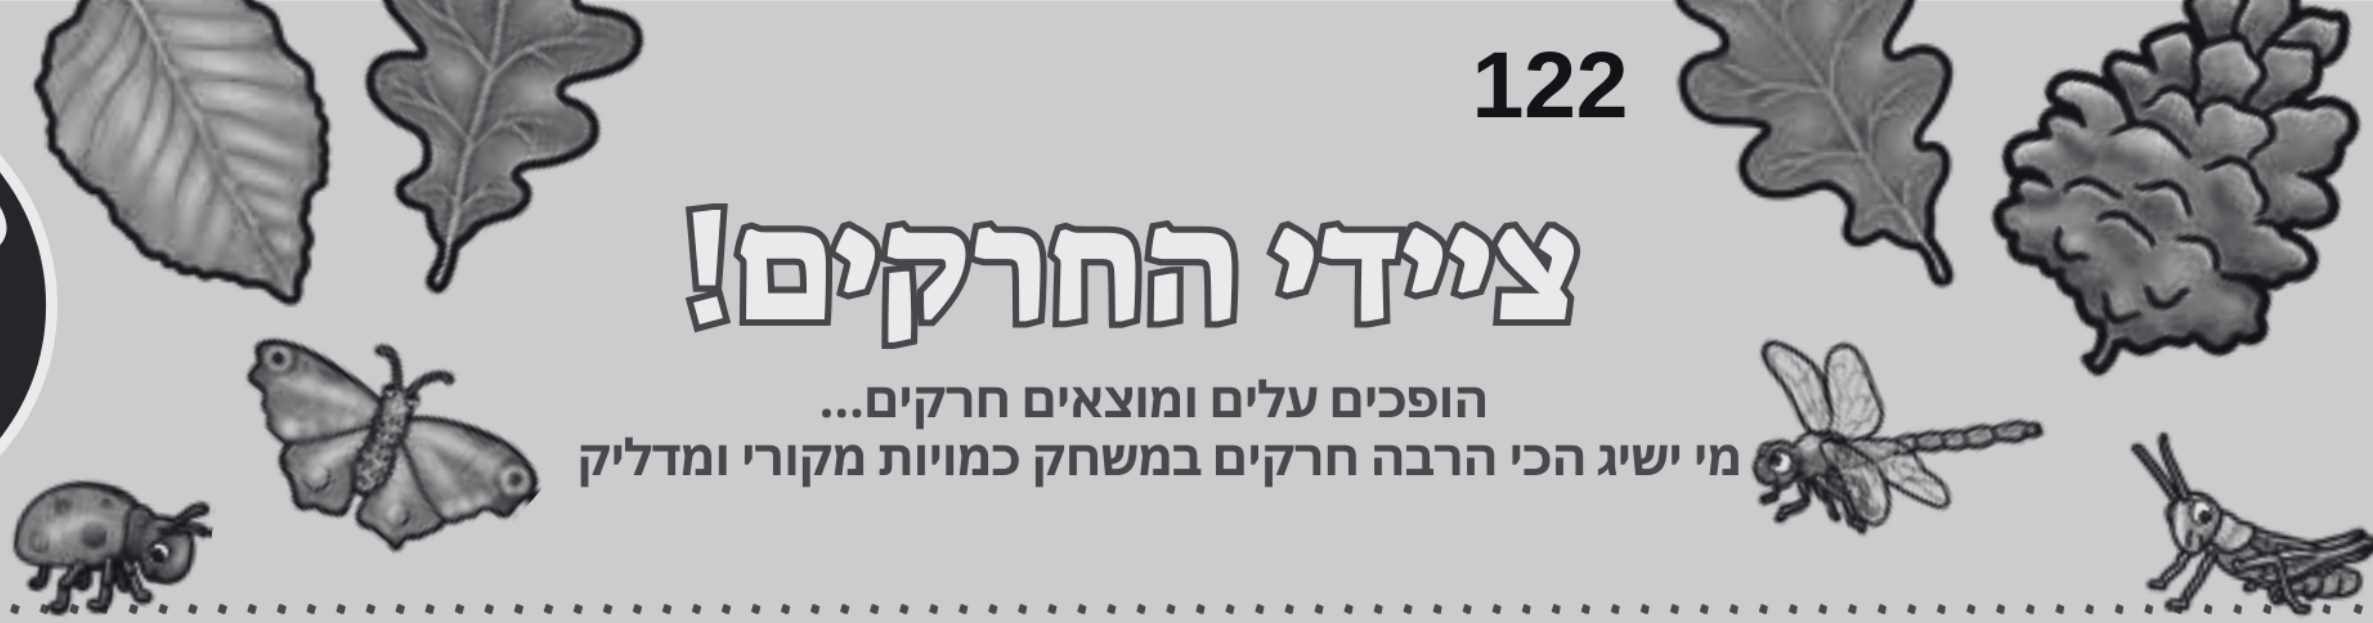 122
ציידי החרקים!
הופכים עלים ומוצאים חרקים...
מי ישיג הכי הרבה חרקים במשחק כמויות מקורי ומדליק